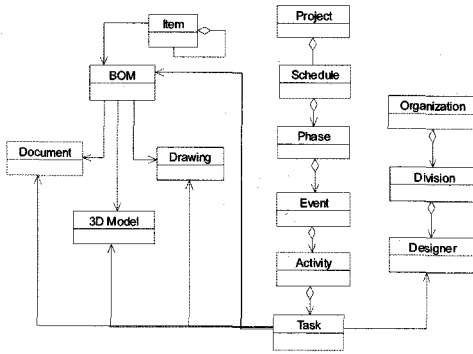 Item
Project
BOM
Schedule
Organization
Document
Drawing
Phase
Division
3D Model
Event
Designer
Activity
Task